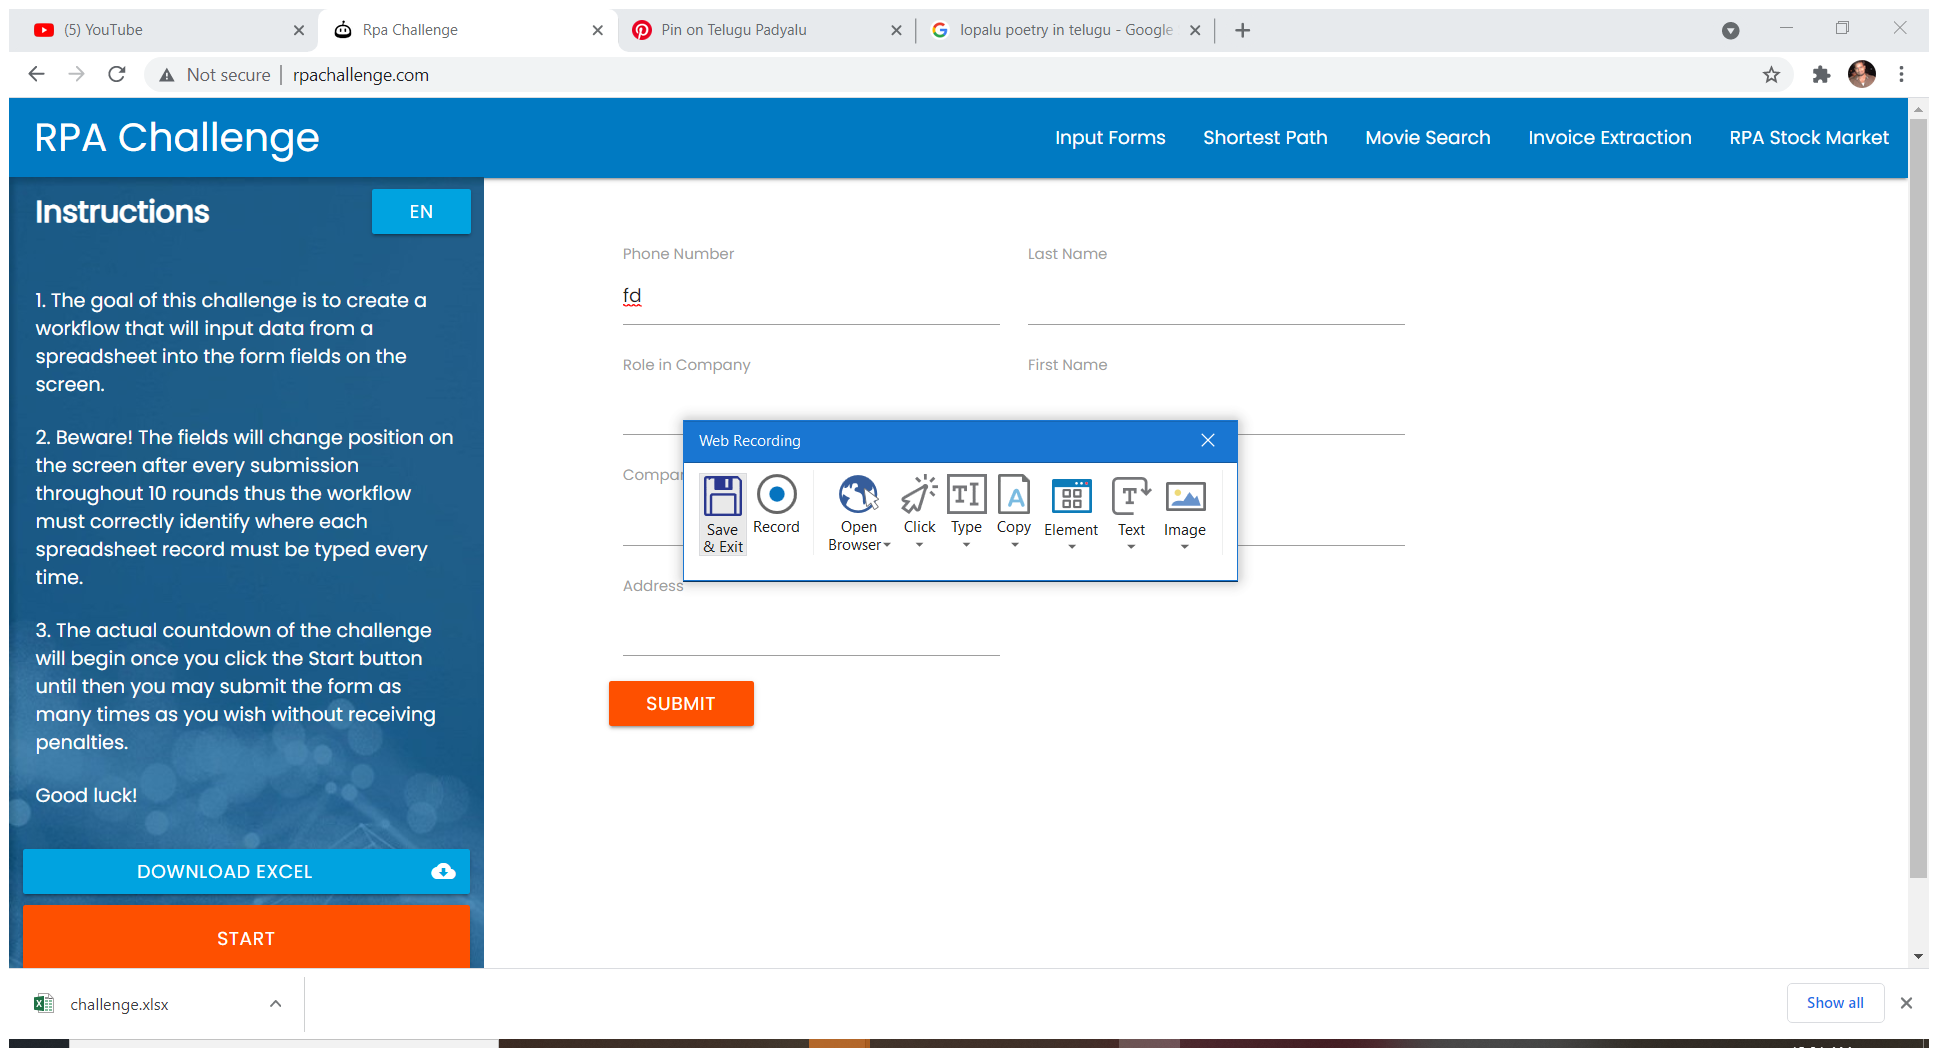 (5) YouTube
Rpa Challenge
Pin on Telugu Padyalu
lopalu poetry in telugu - Google
Not secure | rpachallenge.com
RPA Challenge
Input Forms
Shortest Path
Movie Search
Invoice Extraction
RPA Stock Market
Instructions
EN
1. The goal of this challenge is to create a
workflow that will input data from a
spreadsheet into the form fields on the
screen.
2. Beware! The fields will change position on
the screen after every submission
throughout 10 rounds thus the workflow
must correctly identify where each
spreadsheet record must be typed every
time.
3. The actual countdown of the challenge
will begin once you click the Start button
until then you may submit the form as
many times as you wish without receiving
penalties.
Good luck!
DOWNLOAD EXCEL
START
Phone Number
Last Name
fd
Role in Company
First Name
Web Recording
Save
& Exit
Record
Open
Browser
Click
Type
Copy
Element
Text
Image
Address
SUBMIT
challenge.xlsx
Show all